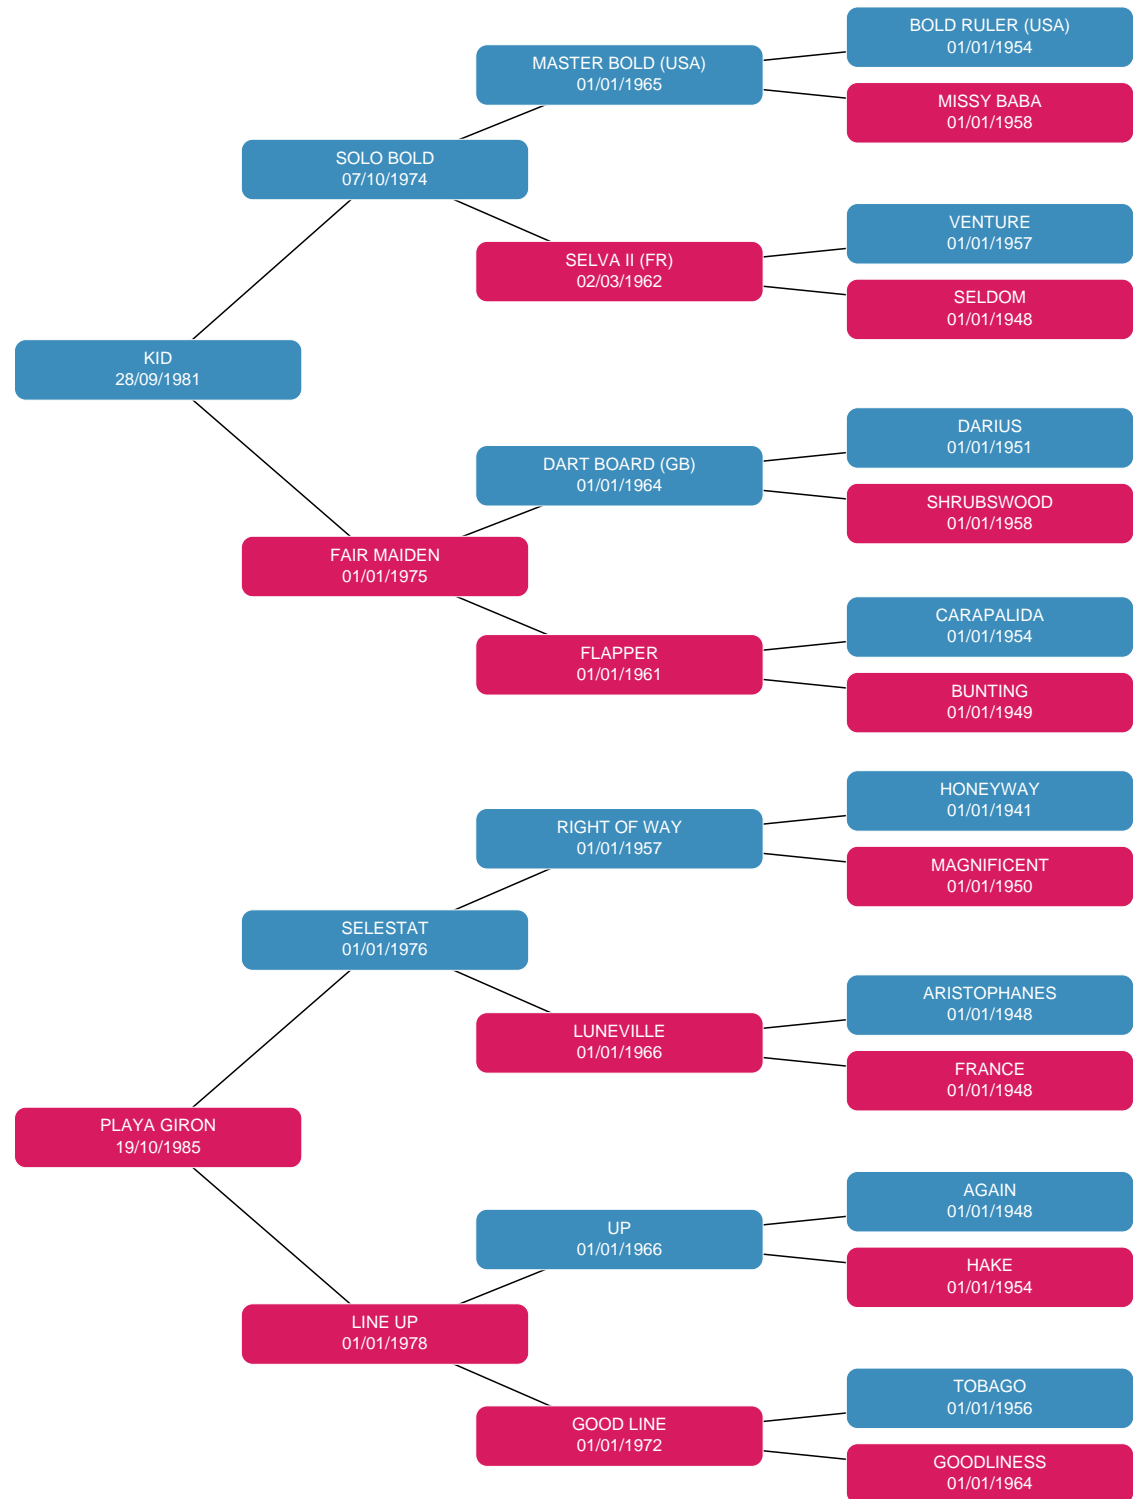 BOLD RULER (USA)
01/01/1954
MASTER BOLD (USA)
01/01/1965
MISSY BABA
01/01/1958
SOLO BOLD
07/10/1974
VENTURE
01/01/1957
SELVA II (FR)
02/03/1962
SELDOM
01/01/1948
KID
28/09/1981
DARIUS
01/01/1951
DART BOARD (GB)
01/01/1964
SHRUBSWOOD
01/01/1958
FAIR MAIDEN
01/01/1975
CARAPALIDA
01/01/1954
FLAPPER
01/01/1961
BUNTING
01/01/1949
HONEYWAY
01/01/1941
RIGHT OF WAY
01/01/1957
MAGNIFICENT
01/01/1950
SELESTAT
01/01/1976
ARISTOPHANES
01/01/1948
LUNEVILLE
01/01/1966
FRANCE
01/01/1948
PLAYA GIRON
19/10/1985
AGAIN
01/01/1948
UP
01/01/1966
HAKE
01/01/1954
LINE UP
01/01/1978
TOBAGO
01/01/1956
GOOD LINE
01/01/1972
GOODLINESS
01/01/1964